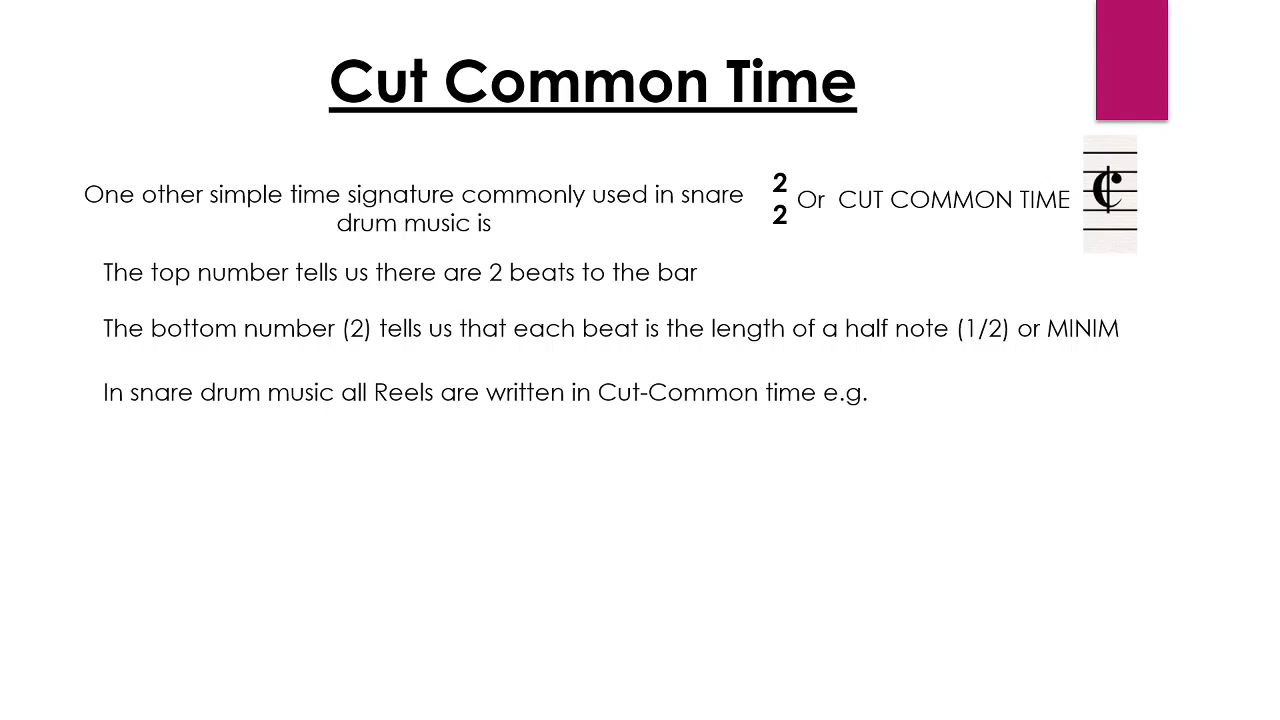 Cut Common Time
One other simple time signature commonly used in snare
drum music is
2
2
Or  CUT COMMON TIME
The top number tells us there are 2 beats to the bar
The bottom number (2) tells us that each beat is the length of a half note (1/2) or MINIM
In snare drum music all Reels are written in Cut-Common time e.g.